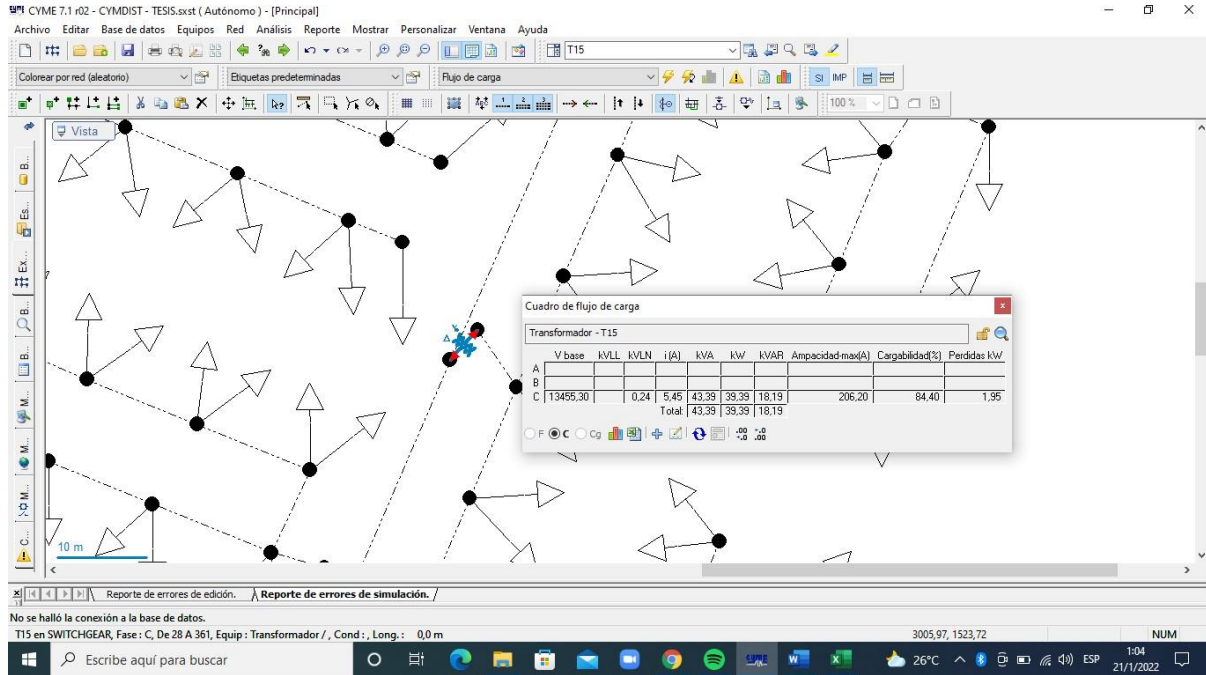 CYME 7.1 r02 - CYMDIST - TESIS.sxst ( Autónomo ) - [Principal]
Archivo Editar Base de datos Equipos Red Análisis Reporte Mostrar Personalizar Ventana Ayuda
T15
Colorear por red (aleatorio) Etiquetas predeterminadas Flujo de carga SI IMP
100 %
Vista
B...
Es...
Ex...
B...
B...
M...
M...
M...
C...
Cuadro de flujo de carga
Transformador - T15
V base kVLL kVLN i (A) kVA kW kVAR Ampacidad-max(A) Cargabilidad(%) Perdidas kW
A
B
C 13455,30 0,24 5,45 43,39 39,39 18,19 206,20 84,40 1,95
Total: 43,39 39,39 18,19
F C Cg
10 m
Reporte de errores de edición. Reporte de errores de simulación.
No se halló la conexión a la base de datos.
T15 en SWITCHGEAR, Fase : C, De 28 A 361, Equip : Transformador / , Cond : , Long. : 0,0 m 3005,97, 1523,72 NUM
Escribe aquí para buscar 26°C ESP 1:04
21/1/2022